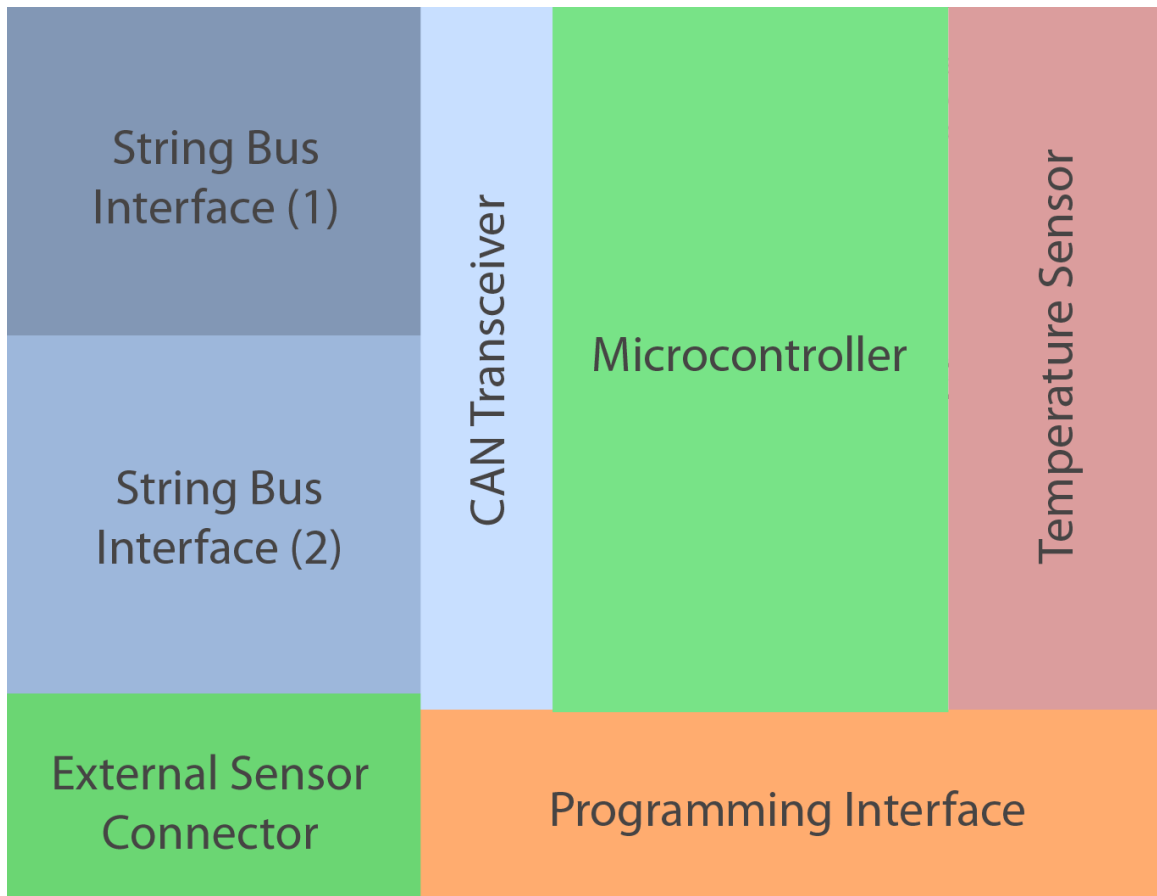 String Bus
Interface (1)
String Bus
Interface (2)
External Sensor
Connector
CAN Transceiver
Microcontroller
Temperature Sensor
Programming Interface